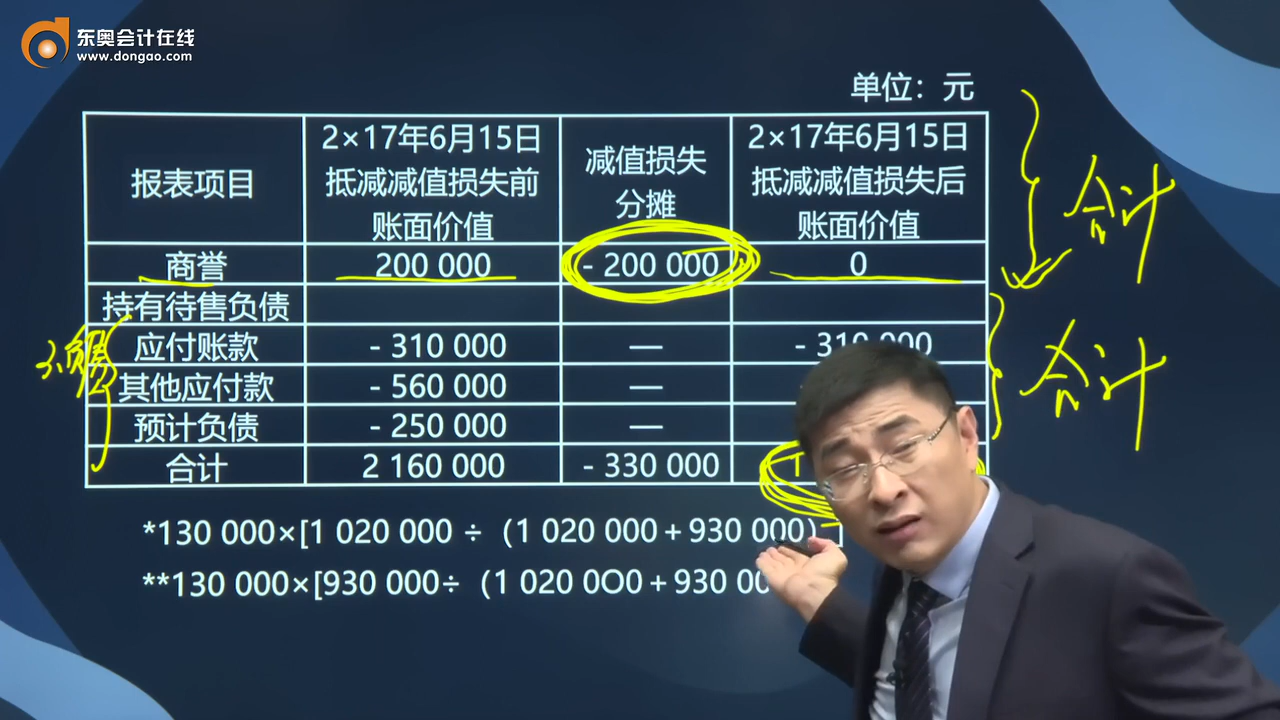 东奥会计在线
www.dongao.com
单位：元
报表项目
2×17年6月15日
抵减减值损失前
账面价值
减值损失
分摊
2×17年6月15日
抵减减值损失后
账面价值
商誉 200 000 - 200 000 0
持有待售负债
应付账款 - 310 000 — - 310 000
其他应付款 - 560 000 —
预计负债 - 250 000 —
合计 2 160 000 - 330 000
*130 000×[1 020 000 ÷（1 020 000＋930 000）]
**130 000×[930 000÷（1 020 000＋930 00
合计
合计